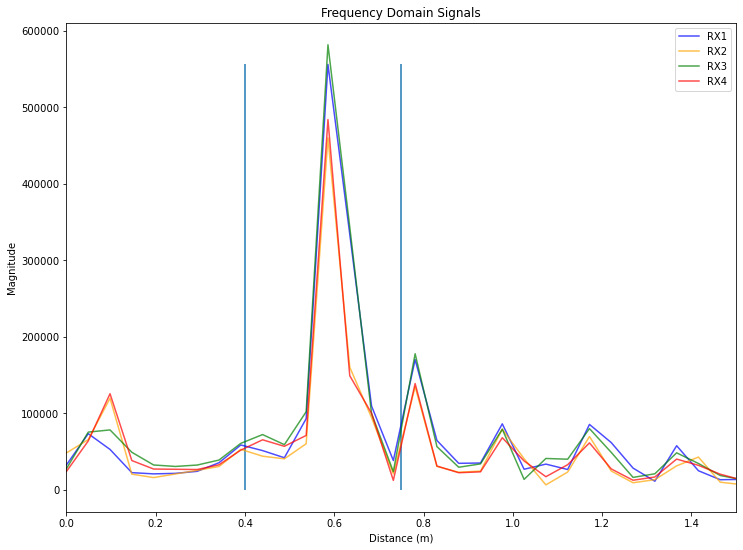 Frequency Domain Signals
RX1
RX2
RX3
RX4
600000
500000
400000
300000
200000
100000
0
Magnitude
0.0 0.2 0.4 0.6 0.8 1.0 1.2 1.4
Distance (m)